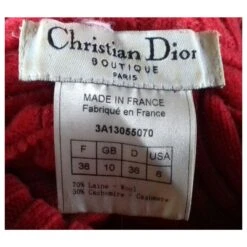 Christian Dior
BOUTIQUE
PARIS
MADE IN FRANCE
Fabriqué en France
3A13055070
F GB D USA
38 10 36 6
70% Laine - Wool
30% Cachemire - Cashmere